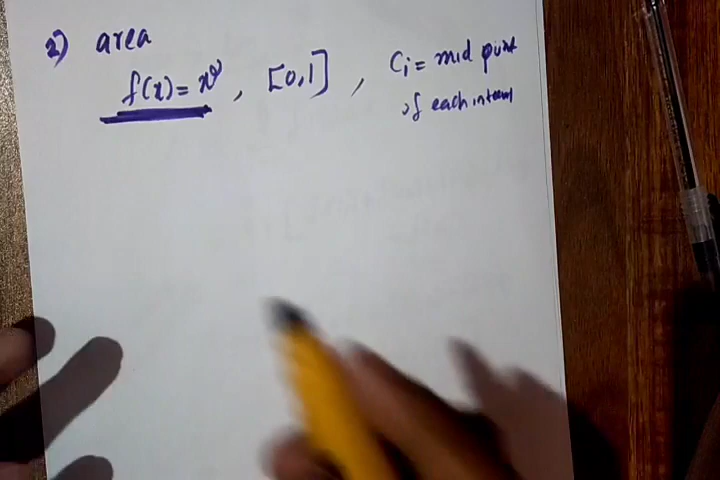 2) area
f(x) = x², [0,1], Ci = mid point
of each interval